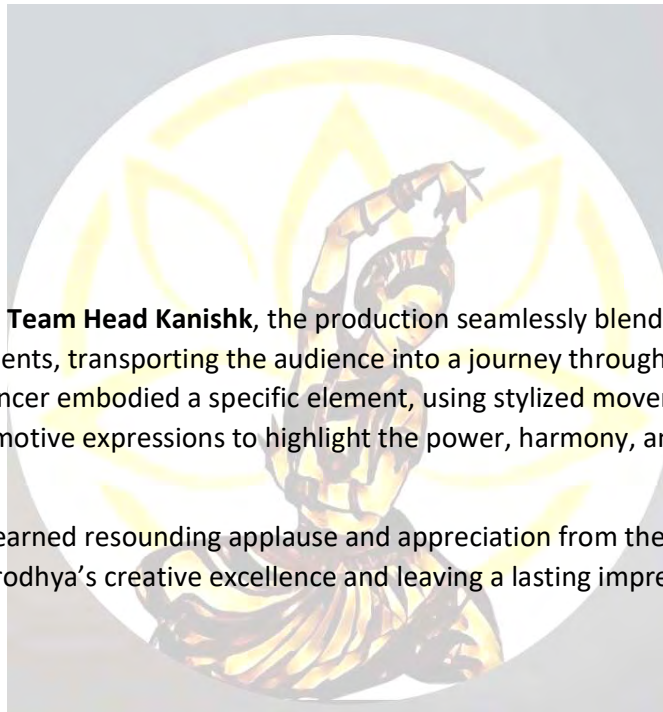 Team Head Kanishk, the production seamlessly blend
ents, transporting the audience into a journey through
ncer embodied a specific element, using stylized mover
motive expressions to highlight the power, harmony, an
earned resounding applause and appreciation from the
rodhya’s creative excellence and leaving a lasting impre